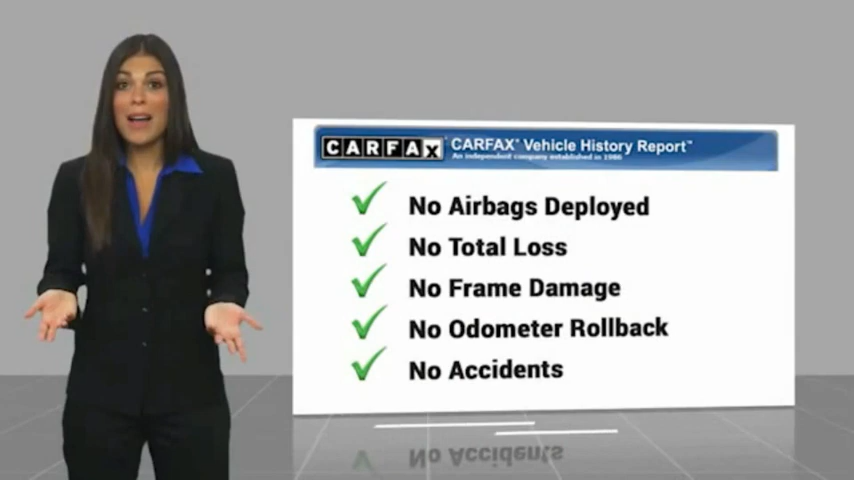 CARFAX CARFAX® Vehicle History Report™
An independent company established in 1986
No Airbags Deployed
No Total Loss
No Frame Damage
No Odometer Rollback
No Accidents
No Accidents